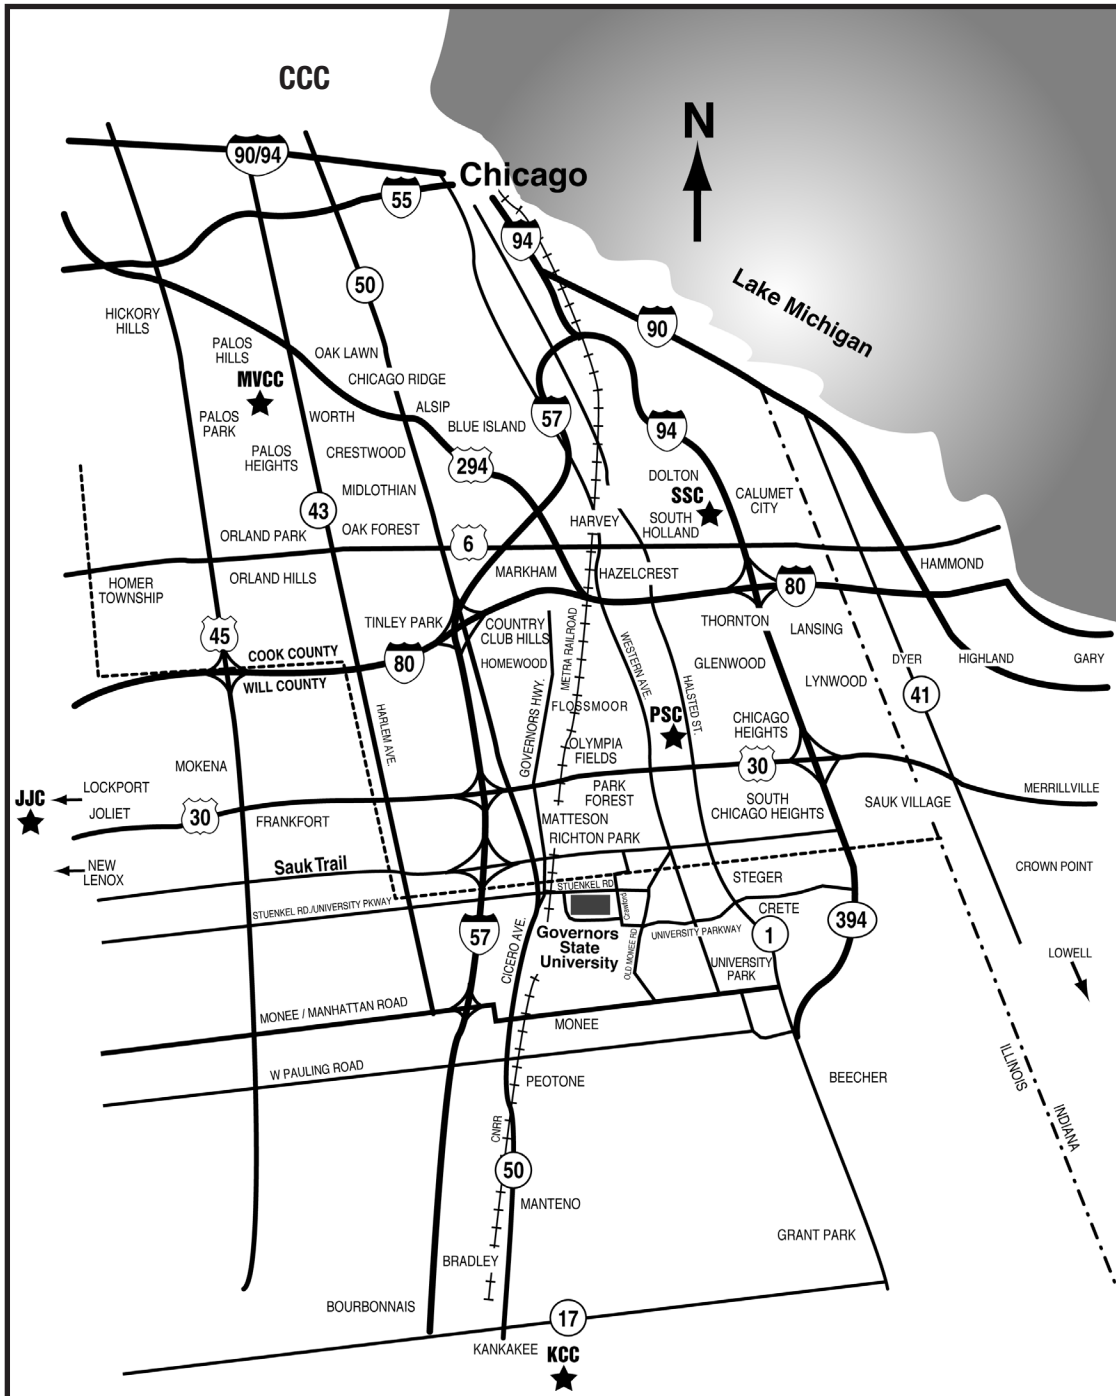 CCC
N
90/94
Chicago
55
94
50
Lake Michigan
90
HICKORY
HILLS
PALOS
HILLS
OAK LAWN
MVCC
CHICAGO RIDGE
ALSIP
57
PALOS
PARK
WORTH
BLUE ISLAND
94
PALOS
HEIGHTS
CRESTWOOD
294
DOLTON
MIDLOTHIAN
SSC
CALUMET
CITY
43
SOUTH
HOLLAND
HARVEY
ORLAND PARK
OAK FOREST
6
HAMMOND
MARKHAM
HAZELCREST
HOMER
TOWNSHIP
ORLAND HILLS
80
TINLEY PARK
COUNTRY
CLUB HILLS
THORNTON
LANSING
45
COOK COUNTY
80
HOMEWOOD
METRA RAILROAD
WESTERN AVE.
GLENWOOD
DYER
HIGHLAND
GARY
WILL COUNTY
LYNWOOD
41
HARLEM AVE.
GOVERNORS HWY.
FLOSSMOOR
PSC
HALSTED ST.
CHICAGO
HEIGHTS
OLYMPIA
FIELDS
MOKENA
30
LOCKPORT
JJC
JOLIET
30
FRANKFORT
PARK
FOREST
SOUTH
CHICAGO HEIGHTS
SAUK VILLAGE
MERRILLVILLE
MATTESON
RICHTON PARK
NEW
LENOX
Sauk Trail
STEGER
CROWN POINT
STUENKEL RD
STUENKEL RD./UNIVERSITY PKWAY
Crawford
CRETE
394
57
CICERO AVE.
Governors
State
University
OLD MONEE RD
UNIVERSITY PARKWAY
1
UNIVERSITY
PARK
LOWELL
MONEE / MANHATTAN ROAD
MONEE
W PAULING ROAD
PEOTONE
BEECHER
ILLINOIS
INDIANA
CNRR
50
MANTENO
GRANT PARK
BRADLEY
BOURBONNAIS
17
KANKAKEE
KCC